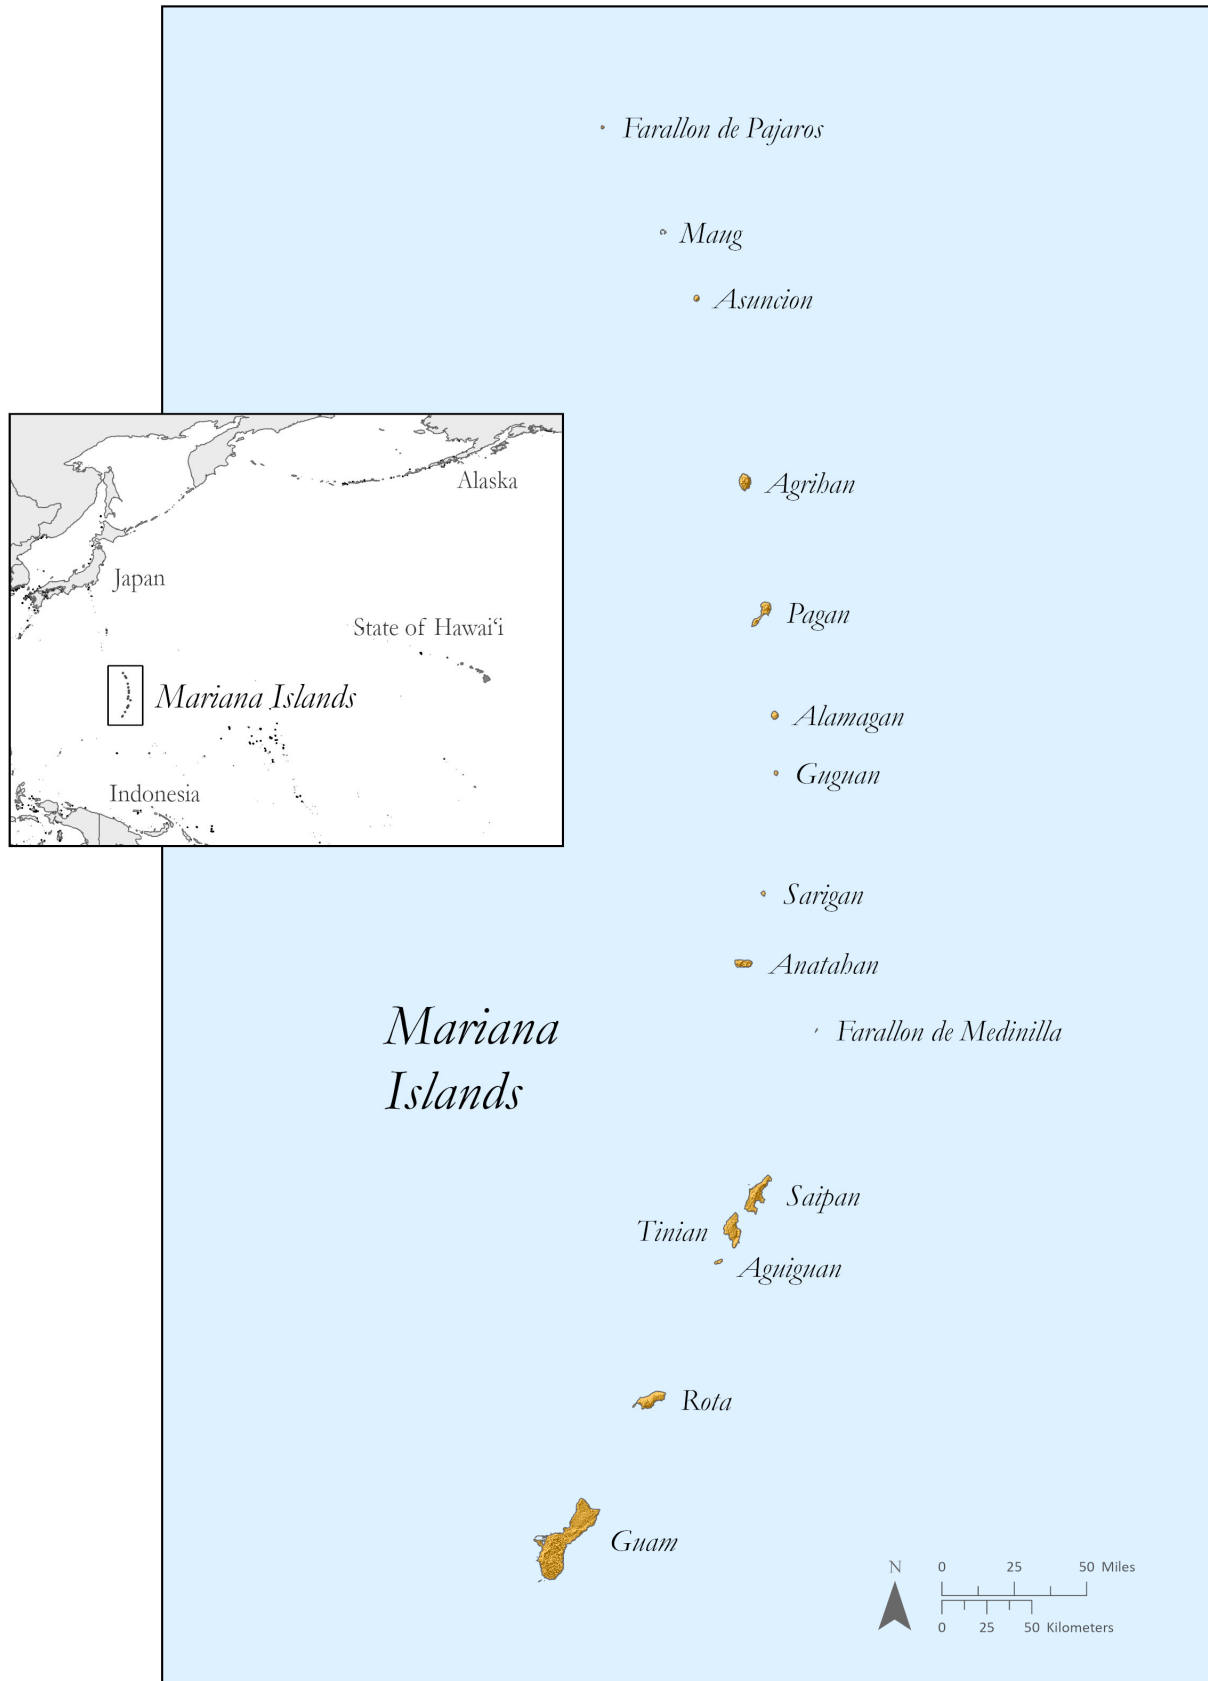 Farallon de Pajaros
Maug
Asuncion
Alaska
Agrihan
Japan
Pagan
State of Hawai‘i
Mariana Islands
Alamagan
Guguan
Indonesia
Sarigan
Anatahan
Mariana
Islands
Farallon de Medinilla
Saipan
Tinian
Aguiguan
Rota
Guam
N
0 25 50 Miles
0 25 50 Kilometers